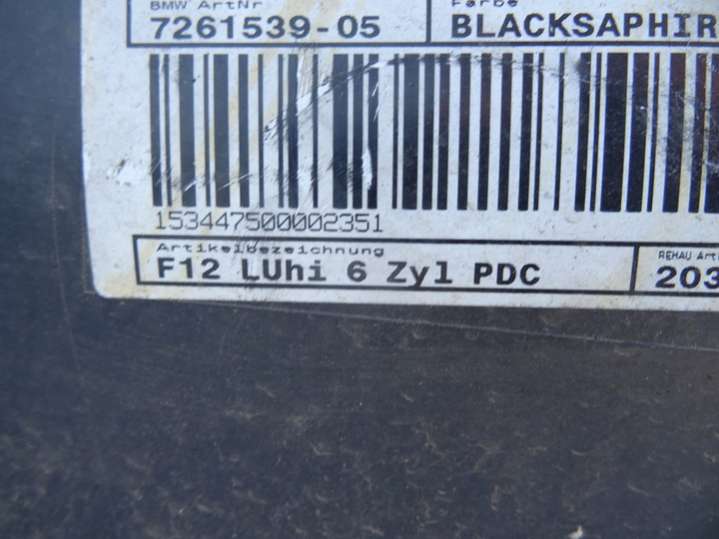 BMW ArtNr Farbe
7261539-05 BLACKSAPHIR
153447500002351
Artikelbezeichnung REHAU Art
F12 LUhi 6 Zyl PDC 203